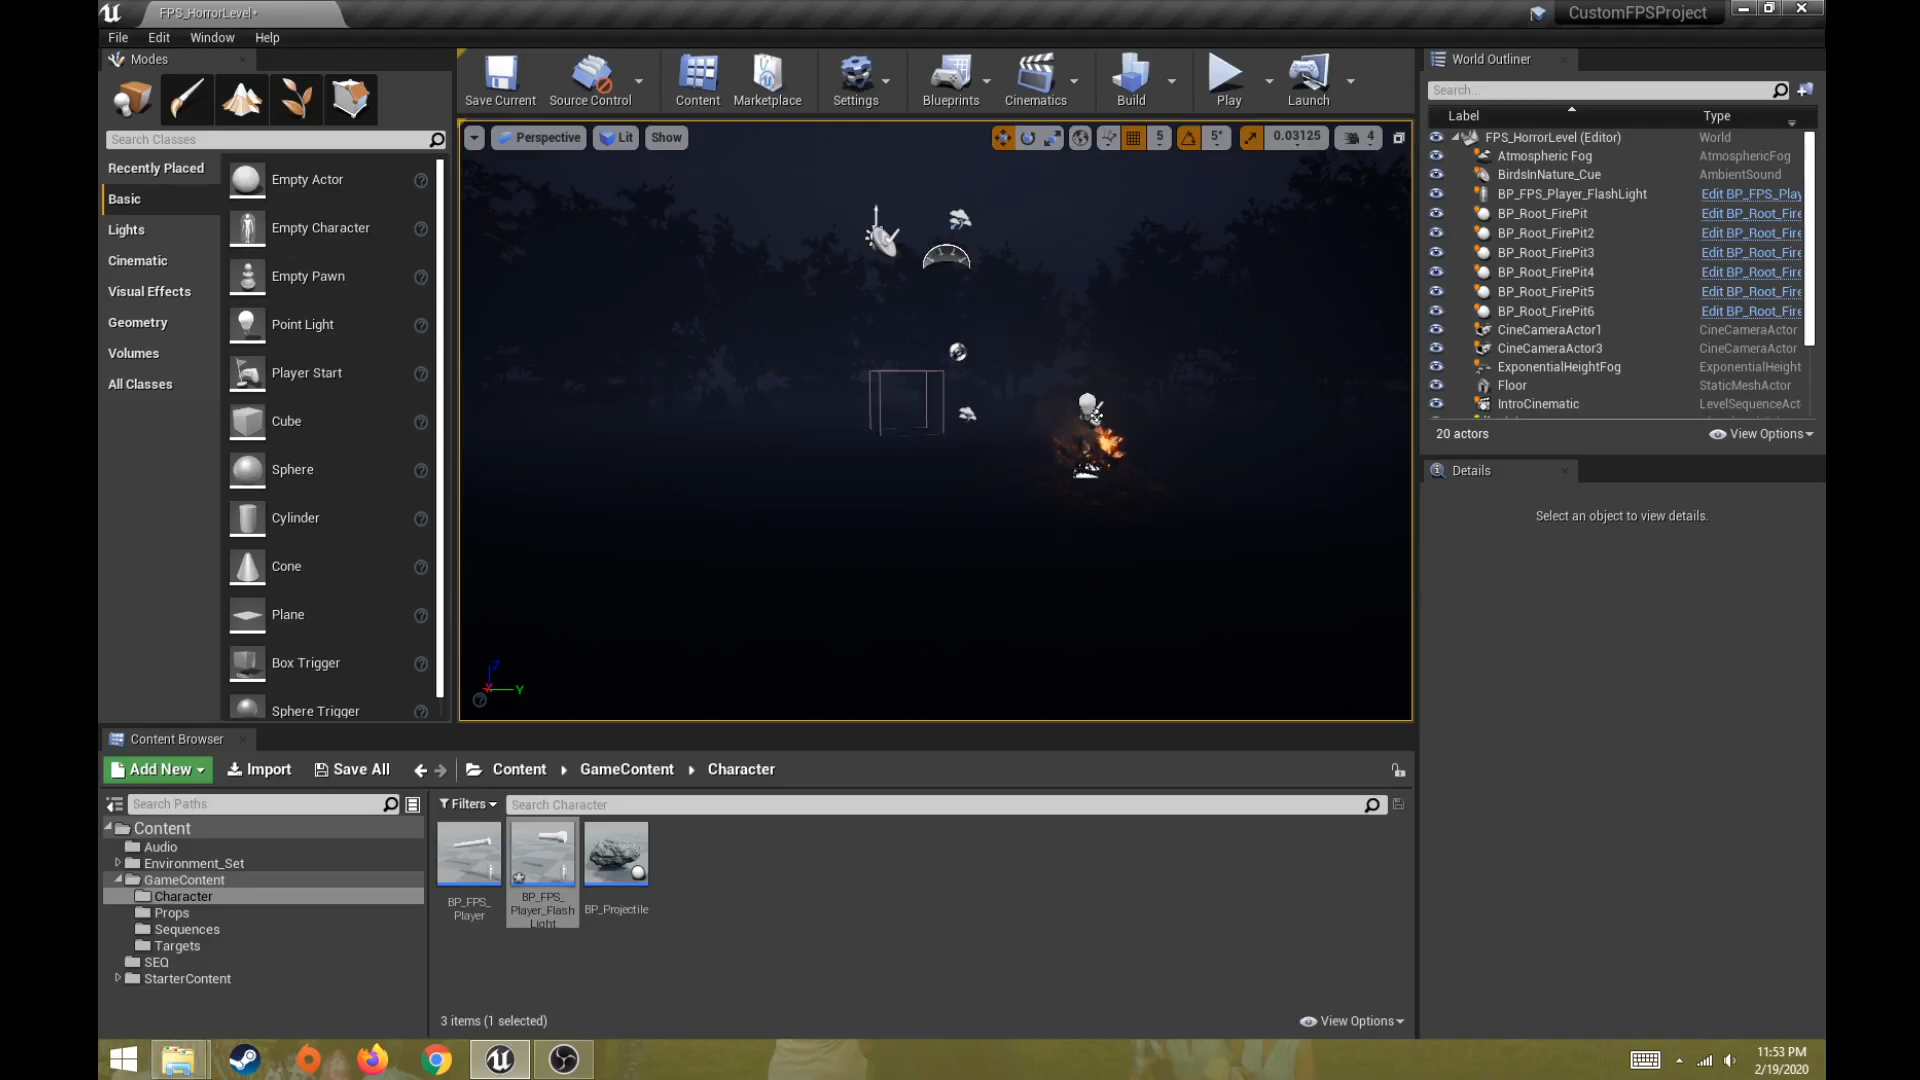 FPS_HorrorLevel*
CustomFPSProject
File Edit Window Help
Modes
Search Classes
Recently Placed
Basic
Lights
Cinematic
Visual Effects
Geometry
Volumes
All Classes
Empty Actor
Empty Character
Empty Pawn
Point Light
Player Start
Cube
Sphere
Cylinder
Cone
Plane
Box Trigger
Sphere Trigger
Save Current Source Control Content Marketplace Settings Blueprints Cinematics Build Play Launch
Perspective Lit Show
5 5° 0.03125 4
Z
X Y
World Outliner
Search...
Label Type
FPS_HorrorLevel (Editor) World
Atmospheric Fog AtmosphericFog
BirdsInNature_Cue AmbientSound
BP_FPS_Player_FlashLight Edit BP_FPS_Play
BP_Root_FirePit Edit BP_Root_Fire
BP_Root_FirePit2 Edit BP_Root_Fire
BP_Root_FirePit3 Edit BP_Root_Fire
BP_Root_FirePit4 Edit BP_Root_Fire
BP_Root_FirePit5 Edit BP_Root_Fire
BP_Root_FirePit6 Edit BP_Root_Fire
CineCameraActor1 CineCameraActor
CineCameraActor3 CineCameraActor
ExponentialHeightFog ExponentialHeight
Floor StaticMeshActor
IntroCinematic LevelSequenceAct
20 actors View Options
Details
Select an object to view details.
Content Browser
Add New Import Save All Content GameContent Character
Search Paths
Filters Search Character
Content
Audio
Environment_Set
GameContent
Character
Props
Sequences
Targets
SEQ
StarterContent
BP_FPS_
Player
BP_FPS_
Player_Flash
Light
BP_Projectile
3 items (1 selected) View Options
11:53 PM
2/19/2020